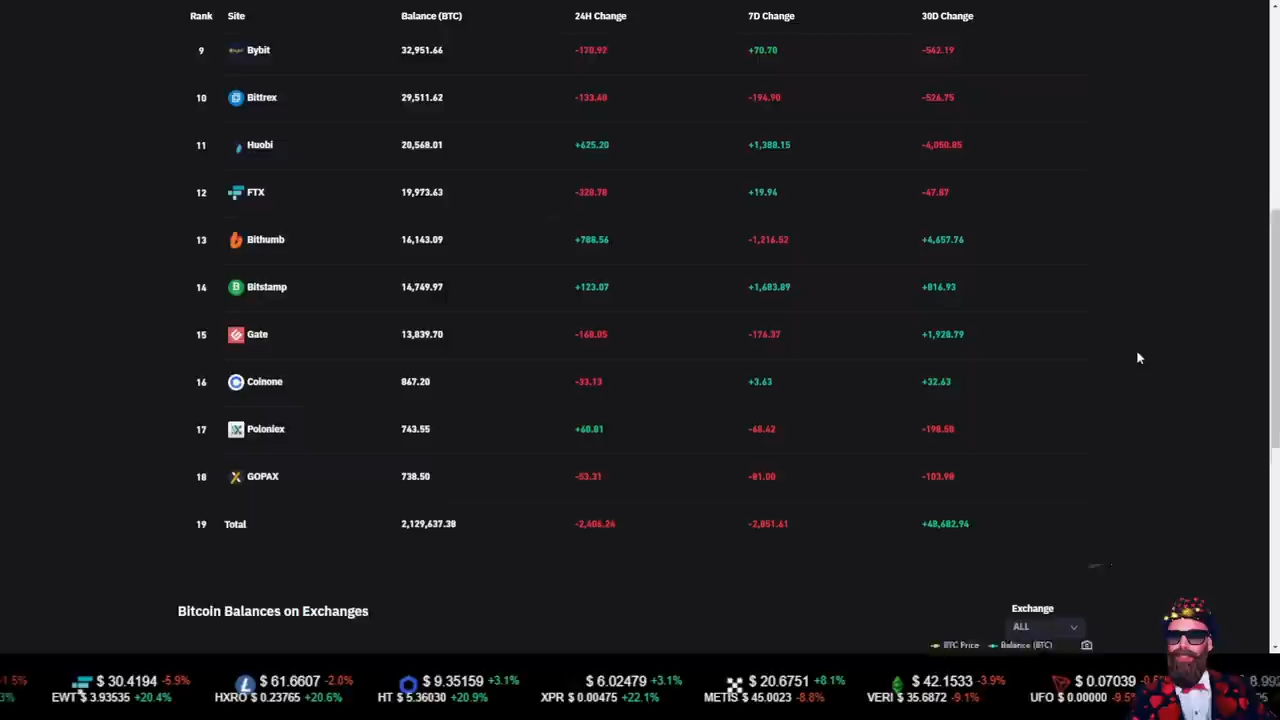 Rank Site Balance (BTC) 24H Change 7D Change 30D Change
9 Bybit 32,951.66 -170.92 +70.70 -542.19
10 Bittrex 29,511.62 -133.40 -194.90 -526.75
11 Huobi 20,568.01 +625.20 +1,388.15 -4,050.85
12 FTX 19,973.63 -328.78 +19.94 -47.87
13 Bithumb 16,143.09 +788.56 -1,216.52 +4,657.76
14 Bitstamp 14,749.97 +123.07 +1,683.89 +816.93
15 Gate 13,839.70 -168.05 -176.37 +1,928.79
16 Coinone 867.20 -33.13 +3.63 +32.63
17 Poloniex 743.55 +60.81 -68.42 -198.58
18 GOPAX 738.50 -53.31 -81.00 -103.98
19 Total 2,129,637.38 -2,406.24 -2,851.61 +48,682.94
Bitcoin Balances on Exchanges
Exchange
ALL
BTC Price Balance (BTC)
1.5% $ 30.4194 -5.9% $ 61.6607 -2.0% $ 9.35159 +3.1% $ 6.02479 +3.1% $ 20.6751 +8.1% $ 42.1533 -3.9% $ 0.07039
3% EWT $ 3.93535 +20.4% HXRO $ 0.23765 +20.6% HT $ 5.36030 +20.9% XPR $ 0.00475 +22.1% METIS $ 45.0023 -8.8% VERI $ 35.6872 -9.1% UFO $ 0.00000